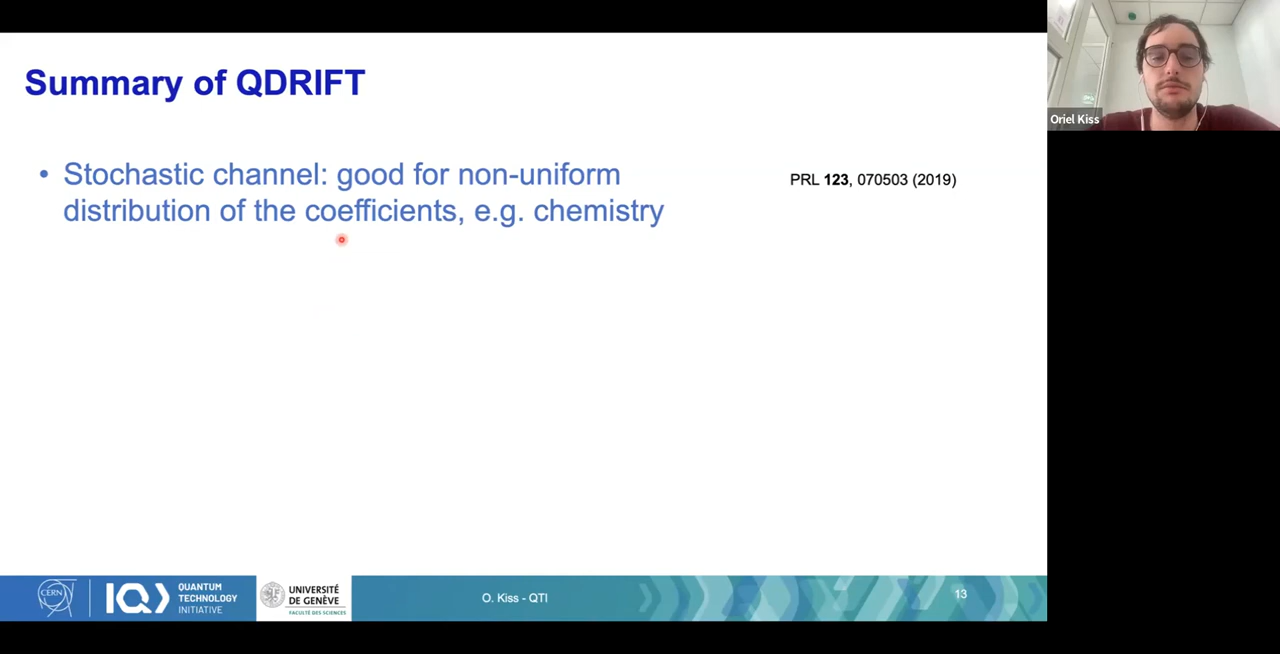 Summary of QDRIFT
• Stochastic channel: good for non-uniform
distribution of the coefficients, e.g. chemistry
PRL 123, 070503 (2019)
Oriel Kiss
CERN
QUANTUM
TECHNOLOGY
INITIATIVE
UNIVERSITÉ
DE GENÈVE
FACULTÉ DES SCIENCES
O. Kiss - QTI
13